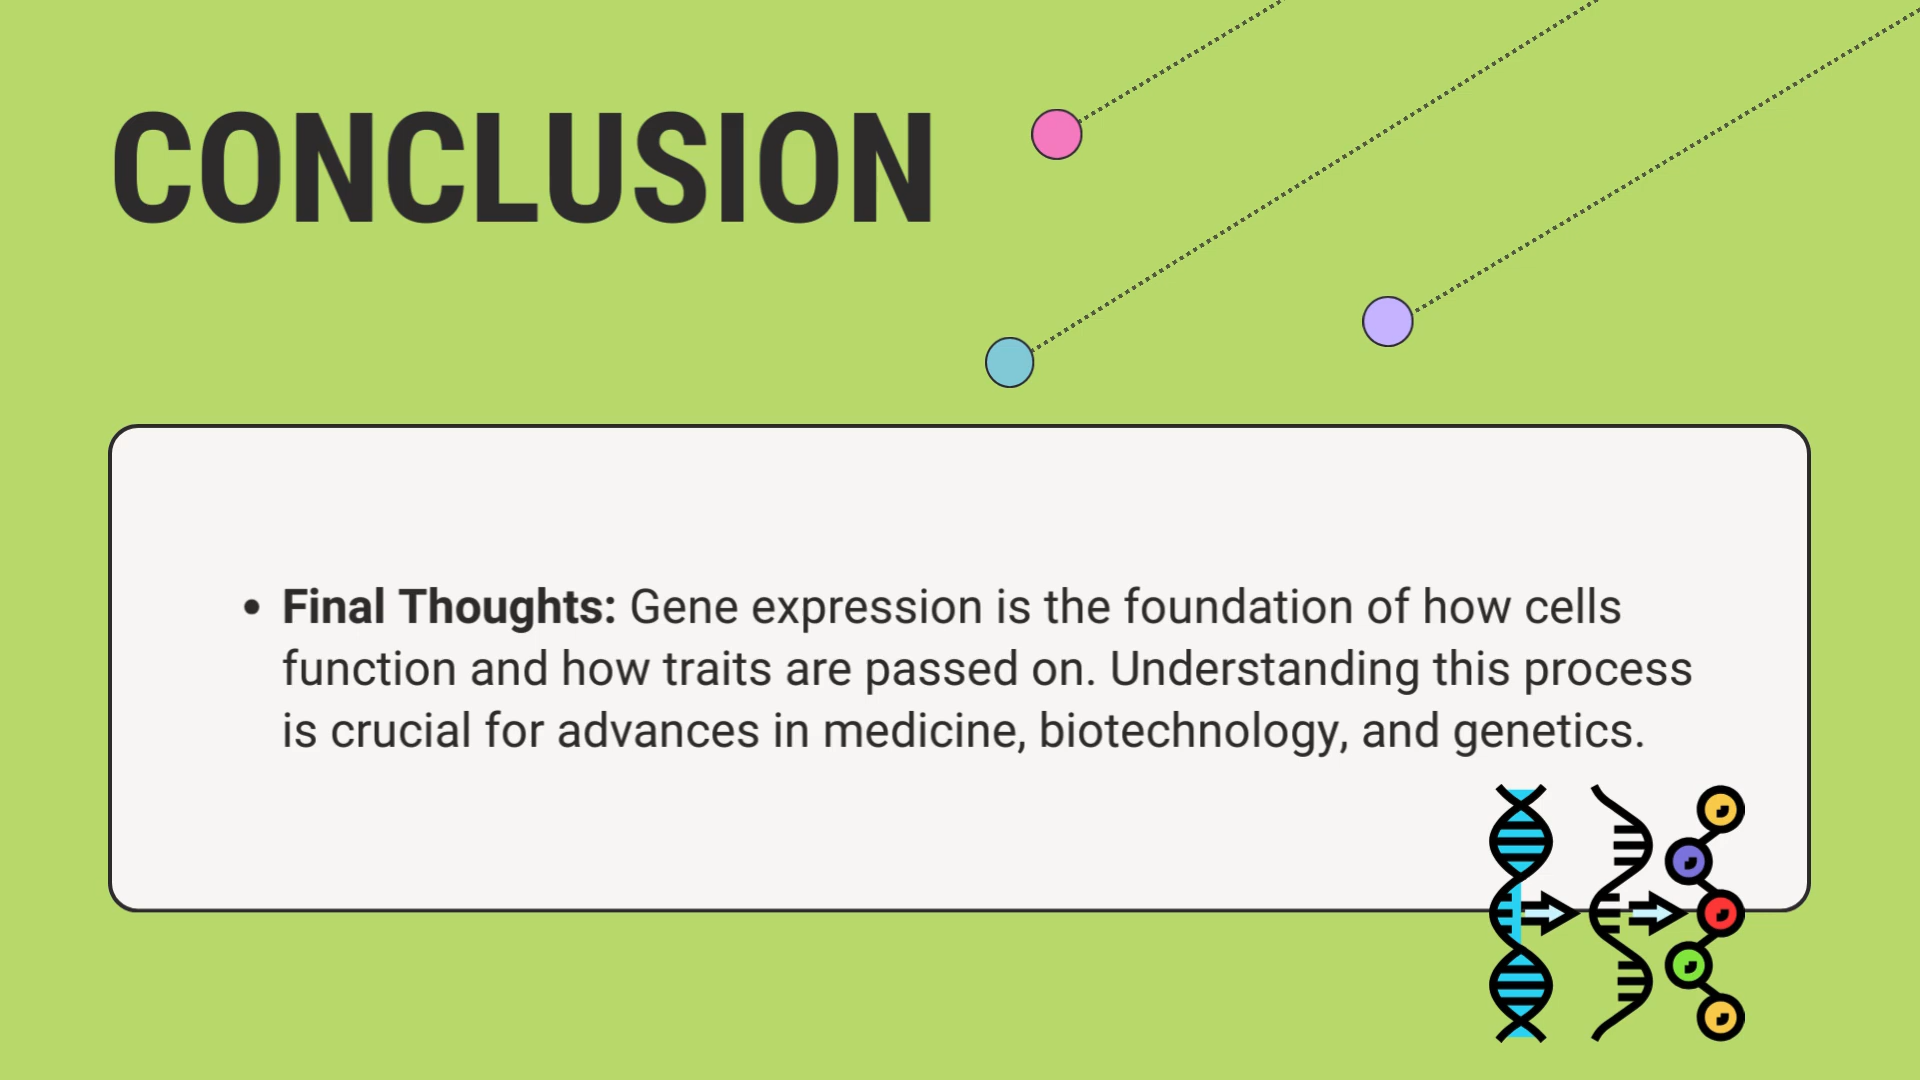 CONCLUSION
• Final Thoughts: Gene expression is the foundation of how cells
function and how traits are passed on. Understanding this process
is crucial for advances in medicine, biotechnology, and genetics.